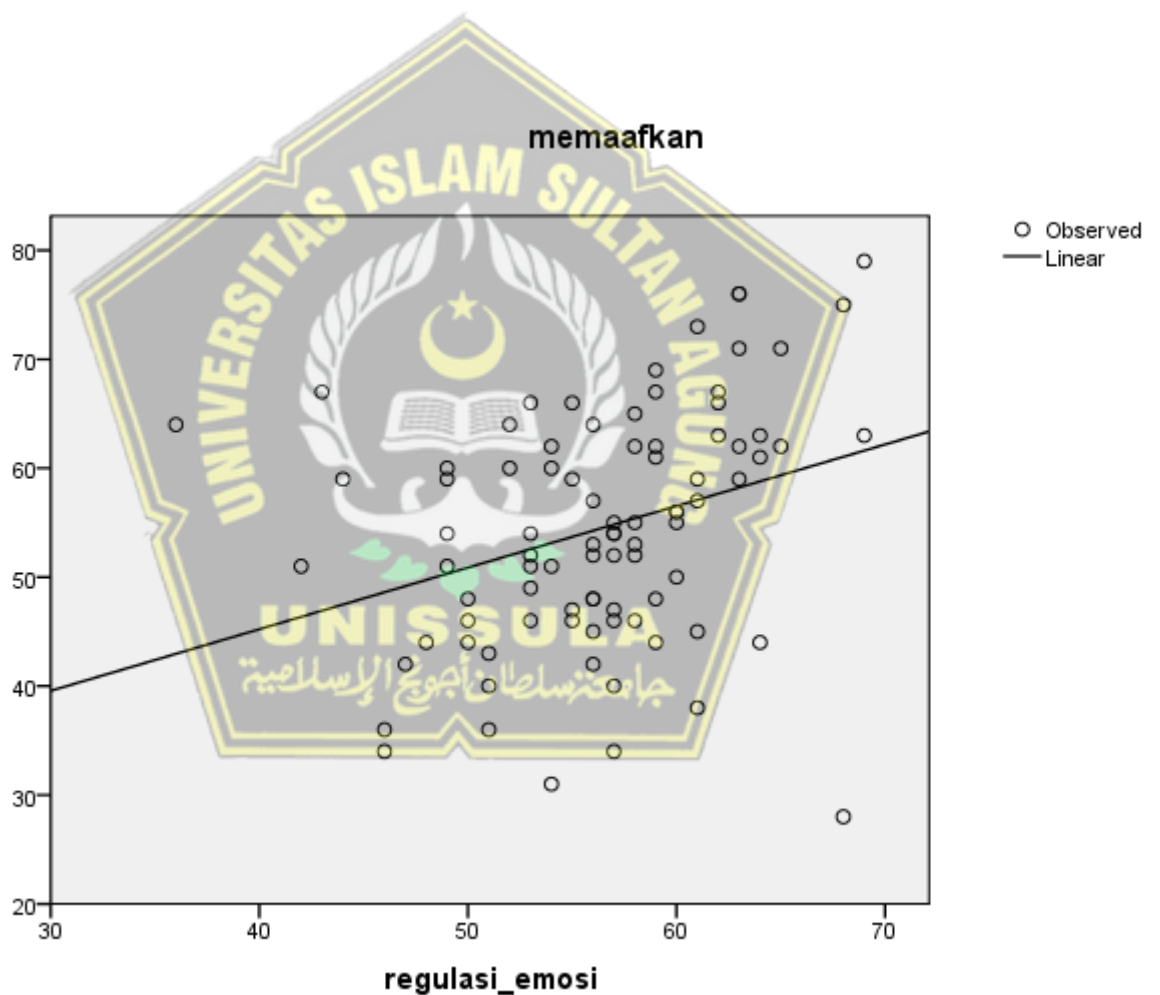 memaafkan
UNIVERSITAS ISLAM SULTAN AGUNG
Observed
Linear
80
70
60
50
40
30
20
UNISSULA
جامعة سلطان أجونج الإسلامية
30
40
50
60
70
regulasi_emosi